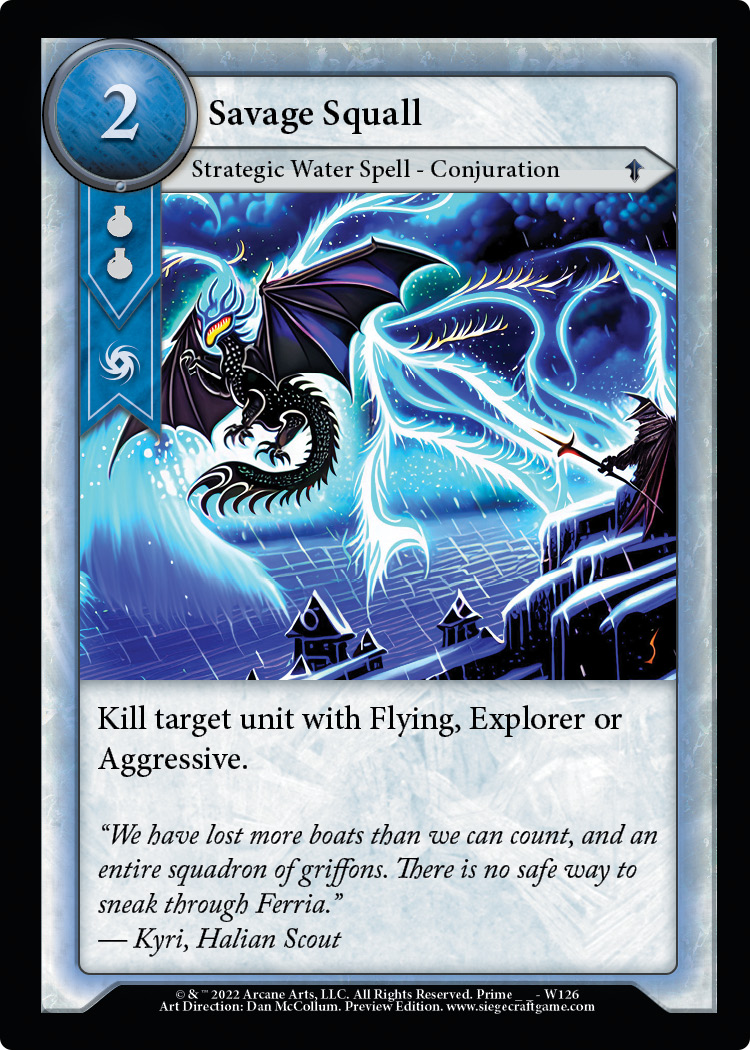 2
Savage Squall
Strategic Water Spell - Conjuration
Kill target unit with Flying, Explorer or
Aggressive.
“We have lost more boats than we can count, and an
entire squadron of griffons. There is no safe way to
sneak through Ferria.”
— Kyri, Halian Scout
© & ™ 2022 Arcane Arts, LLC. All Rights Reserved. Prime _ _ - W126
Art Direction: Dan McCollum. Preview Edition. www.siegecraftgame.com